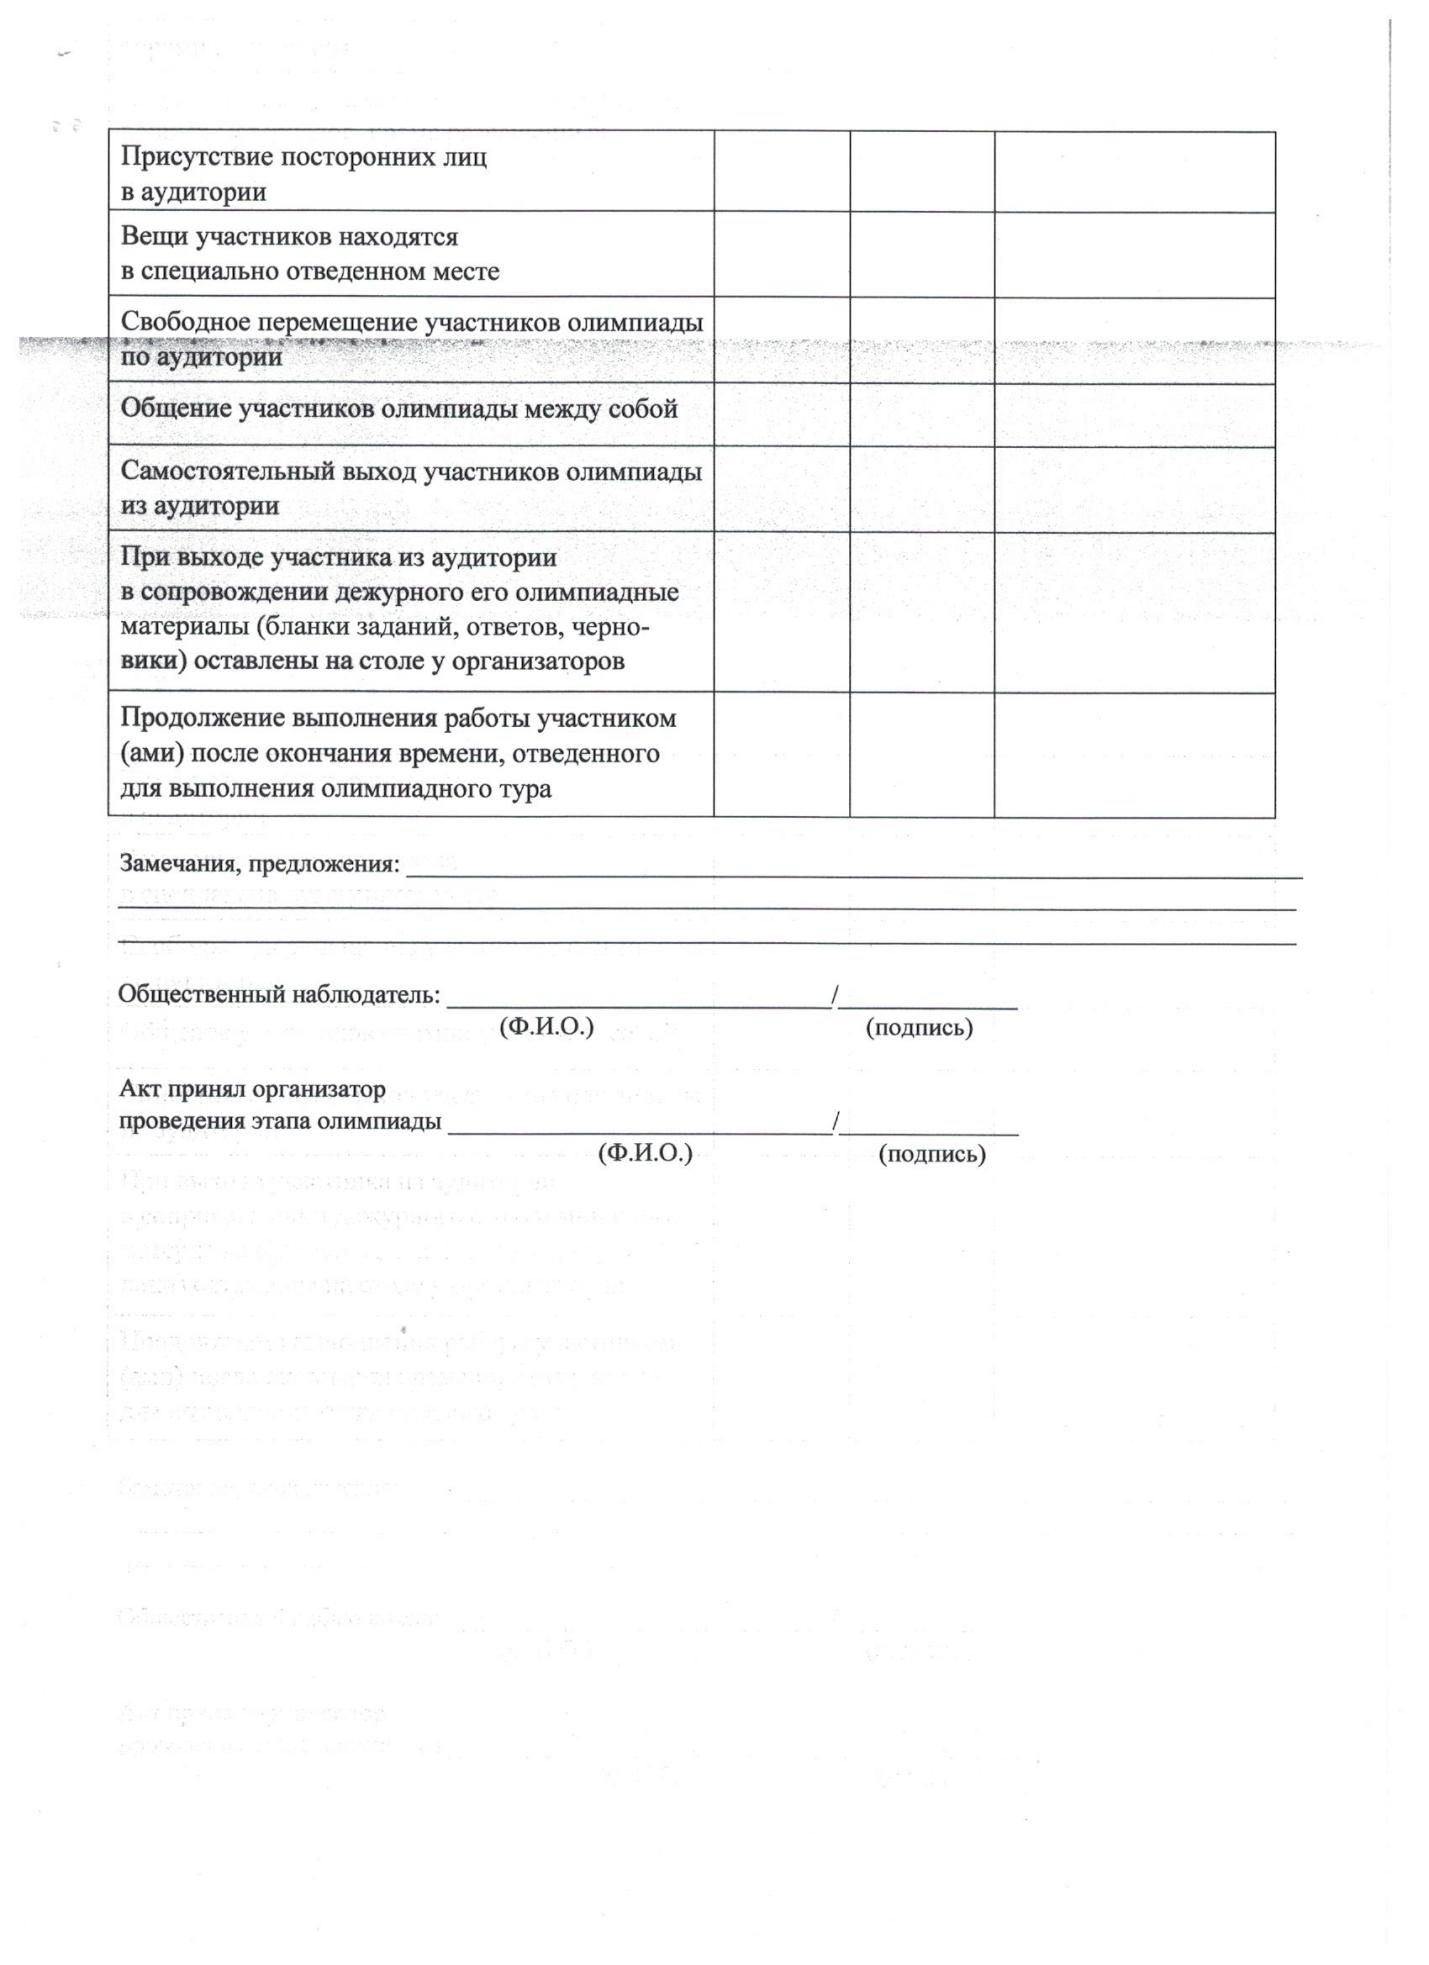 Присутствие посторонних лиц
в аудитории
Вещи участников находятся
в специально отведенном месте
Свободное перемещение участников олимпиады
по аудитории
Общение участников олимпиады между собой
Самостоятельный выход участников олимпиады
из аудитории
При выходе участника из аудитории
в сопровождении дежурного его олимпиадные
материалы (бланки заданий, ответов, черно-
вики) оставлены на столе у организаторов
Продолжение выполнения работы участником
(ами) после окончания времени, отведенного
для выполнения олимпиадного тура
Замечания, предложения:
Общественный наблюдатель: /
(Ф.И.О.) (подпись)
Акт принял организатор
проведения этапа олимпиады /
(Ф.И.О.) (подпись)